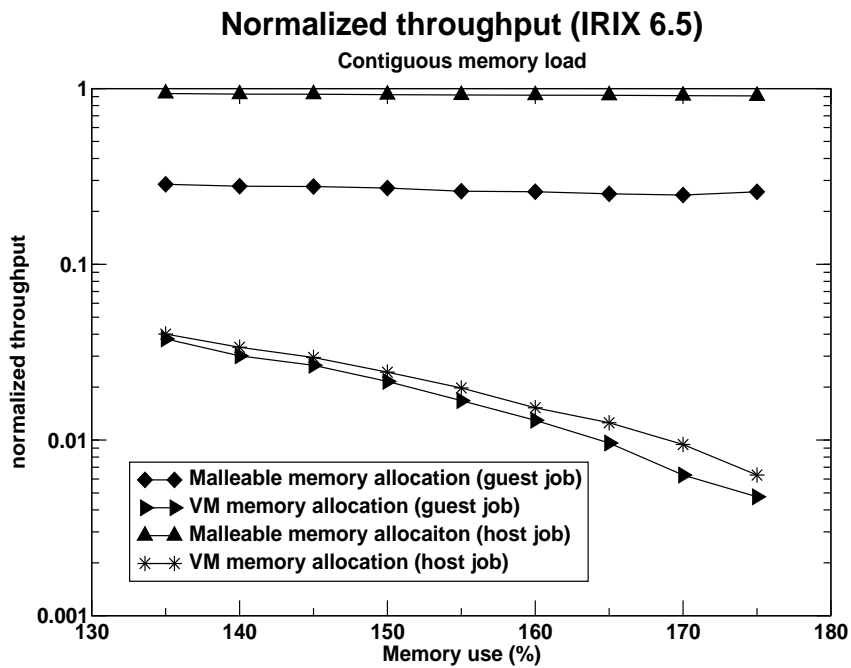 Normalized throughput (IRIX 6.5)
Contiguous memory load
1
0.1
0.01
0.001
normalized throughput
Malleable memory allocation (guest job)
VM memory allocation (guest job)
Malleable memory allocaiton (host job)
VM memory allocation (host job)
130 140 150 160 170 180
Memory use (%)